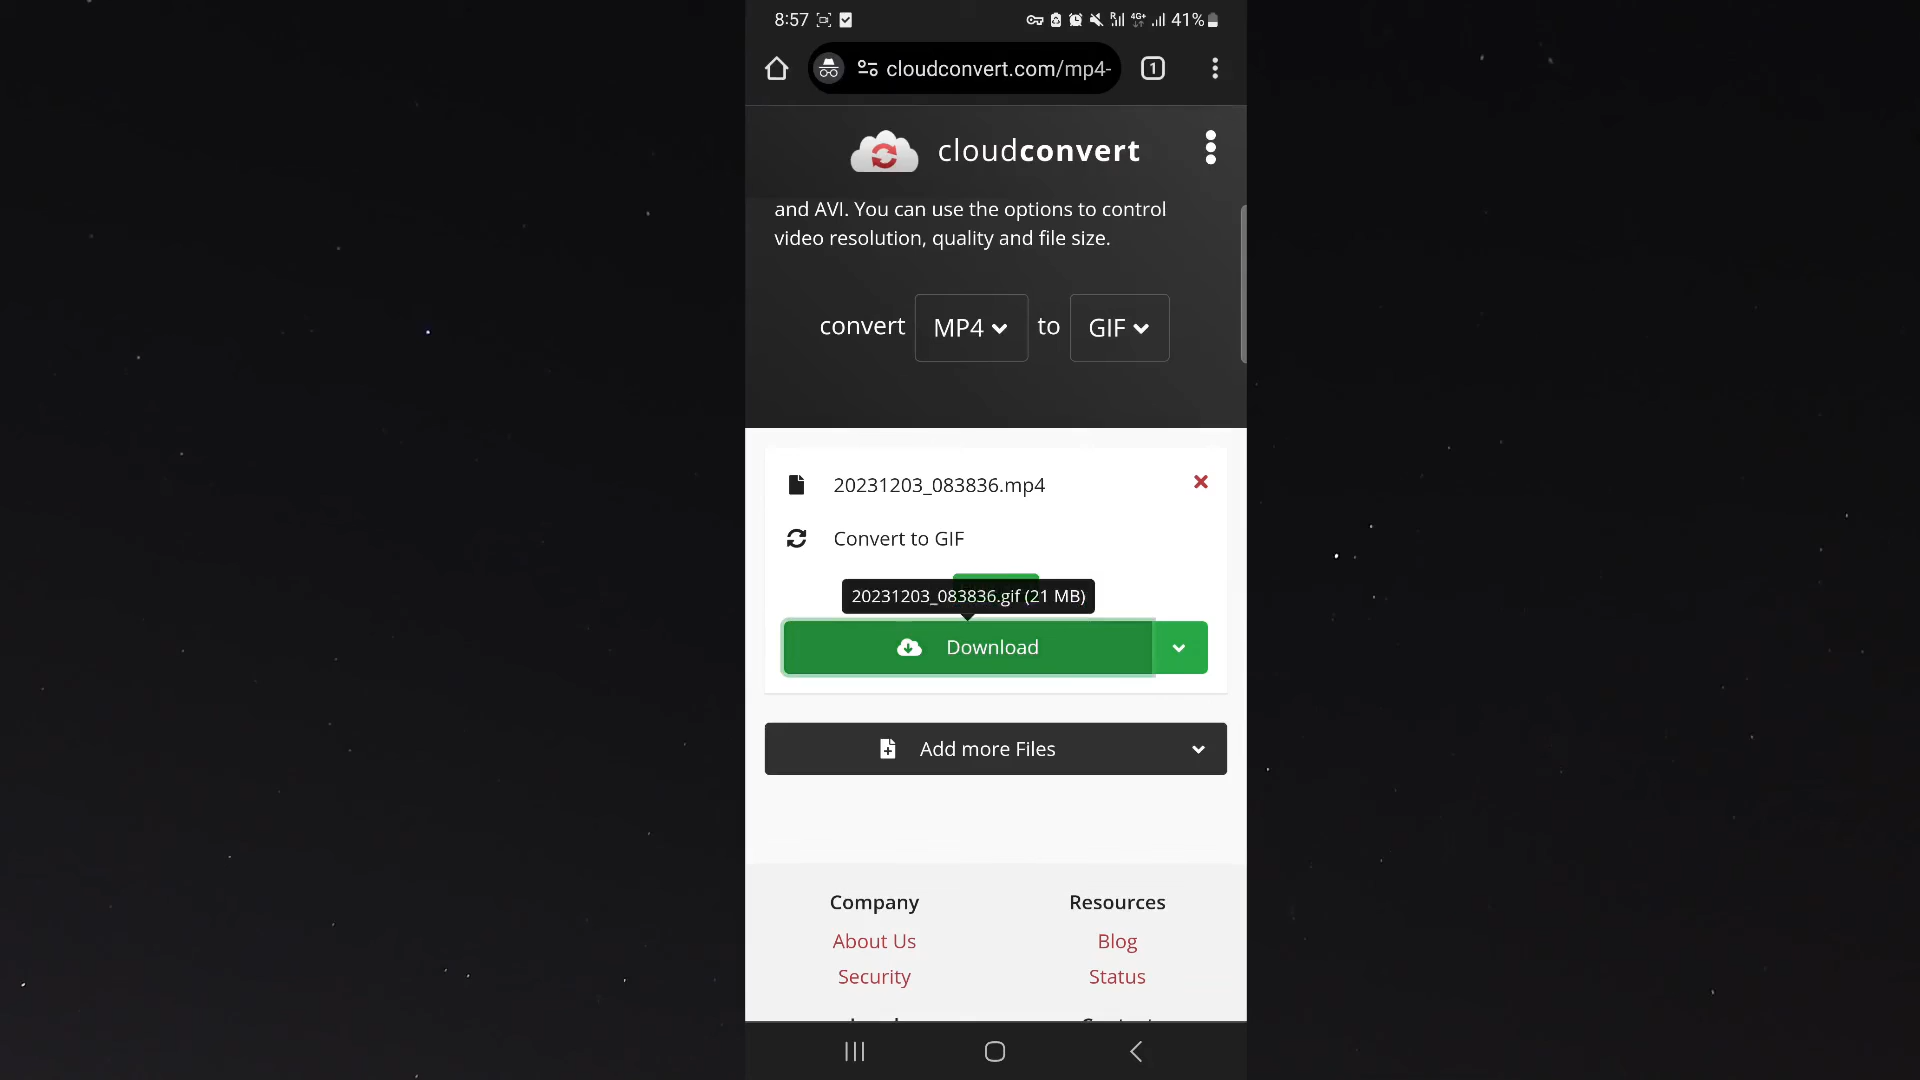 8:57
R
4G+
41%
cloudconvert.com/mp4-
1
cloudconvert
and AVI. You can use the options to control
video resolution, quality and file size.
convert MP4 to GIF
20231203_083836.mp4
Convert to GIF
20231203_083836.gif (21 MB)
Download
Add more Files
Company
Resources
About Us
Blog
Security
Status